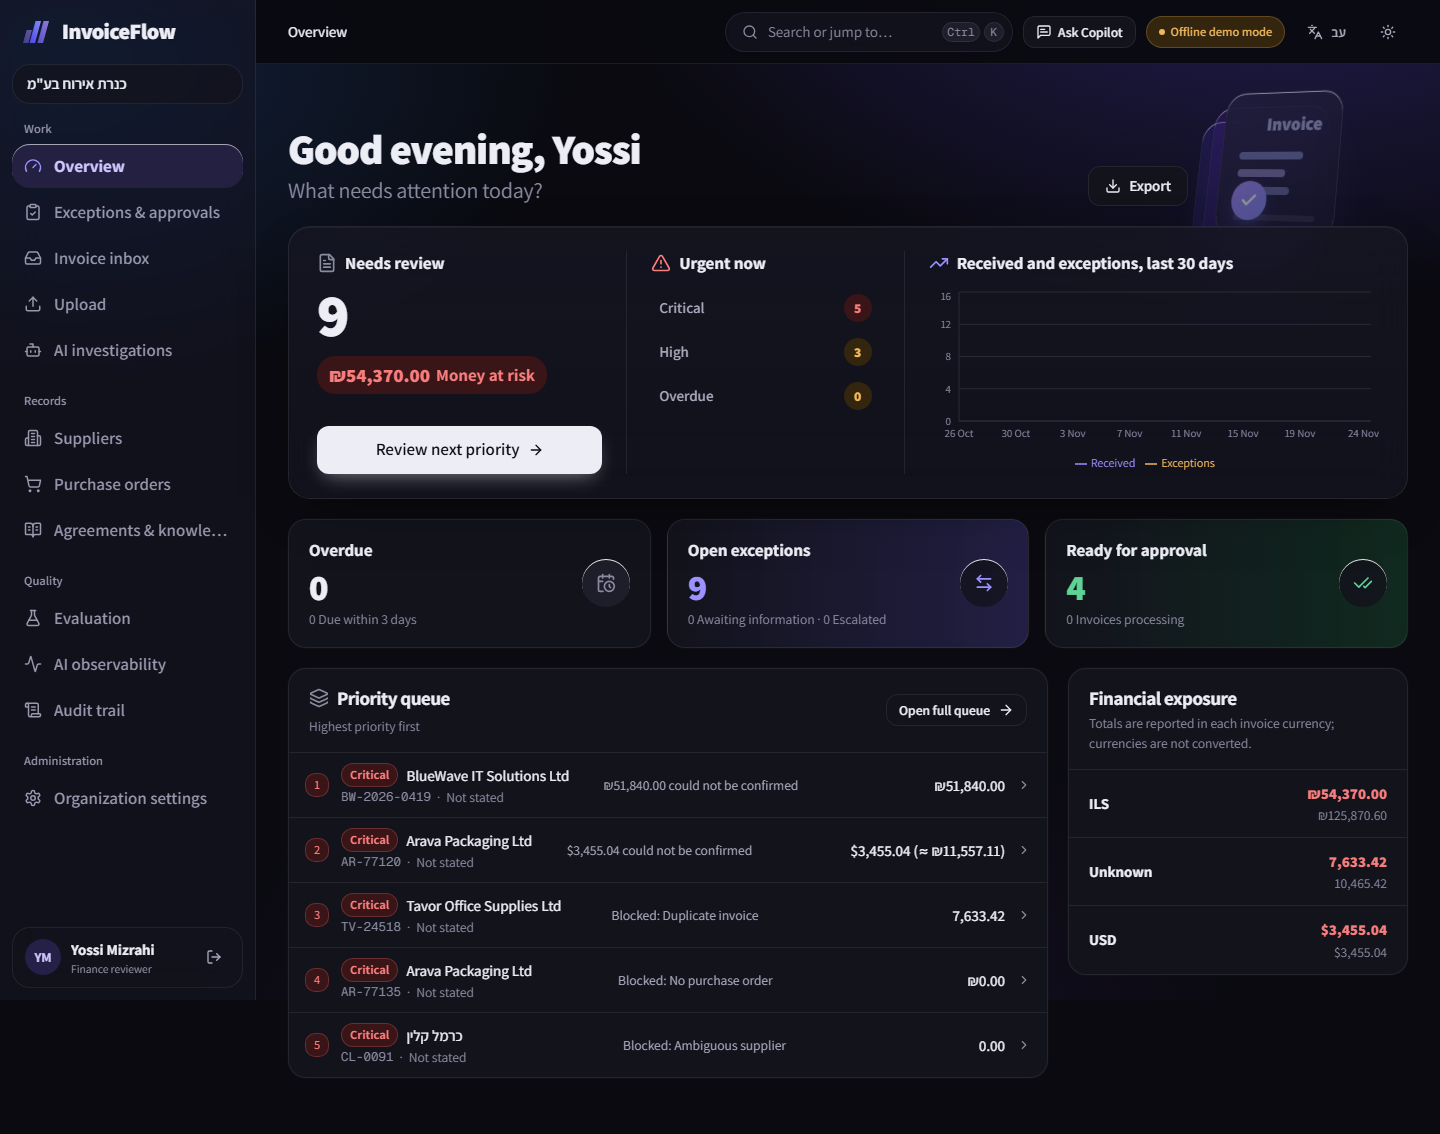 InvoiceFlow
כנרת אירוח בע"מ
Work
Overview
Exceptions & approvals
Invoice inbox
Upload
AI investigations
Records
Suppliers
Purchase orders
Agreements & knowle...
Quality
Evaluation
AI observability
Audit trail
Administration
Organization settings
YM
Yossi Mizrahi
Finance reviewer
Overview
Search or jump to...
Ctrl K
Ask Copilot
Offline demo mode
עב
Good evening, Yossi
What needs attention today?
Export
Invoice
Needs review
9
₪54,370.00 Money at risk
Review next priority
Urgent now
Critical 5
High 3
Overdue 0
Received and exceptions, last 30 days
16
12
8
4
0
26 Oct 30 Oct 3 Nov 7 Nov 11 Nov 15 Nov 19 Nov 24 Nov
Received Exceptions
Overdue
0
0 Due within 3 days
Open exceptions
9
0 Awaiting information · 0 Escalated
Ready for approval
4
0 Invoices processing
Priority queue
Highest priority first
Open full queue
1 Critical BlueWave IT Solutions Ltd ₪51,840.00 could not be confirmed ₪51,840.00
BW-2026-0419 · Not stated
2 Critical Arava Packaging Ltd $3,455.04 could not be confirmed $3,455.04 (≈ ₪11,557.11)
AR-77120 · Not stated
3 Critical Tavor Office Supplies Ltd Blocked: Duplicate invoice 7,633.42
TV-24518 · Not stated
4 Critical Arava Packaging Ltd Blocked: No purchase order ₪0.00
AR-77135 · Not stated
5 Critical כרמל קלין Blocked: Ambiguous supplier 0.00
CL-0091 · Not stated
Financial exposure
Totals are reported in each invoice currency;
currencies are not converted.
ILS ₪54,370.00
₪125,870.60
Unknown 7,633.42
10,465.42
USD $3,455.04
$3,455.04